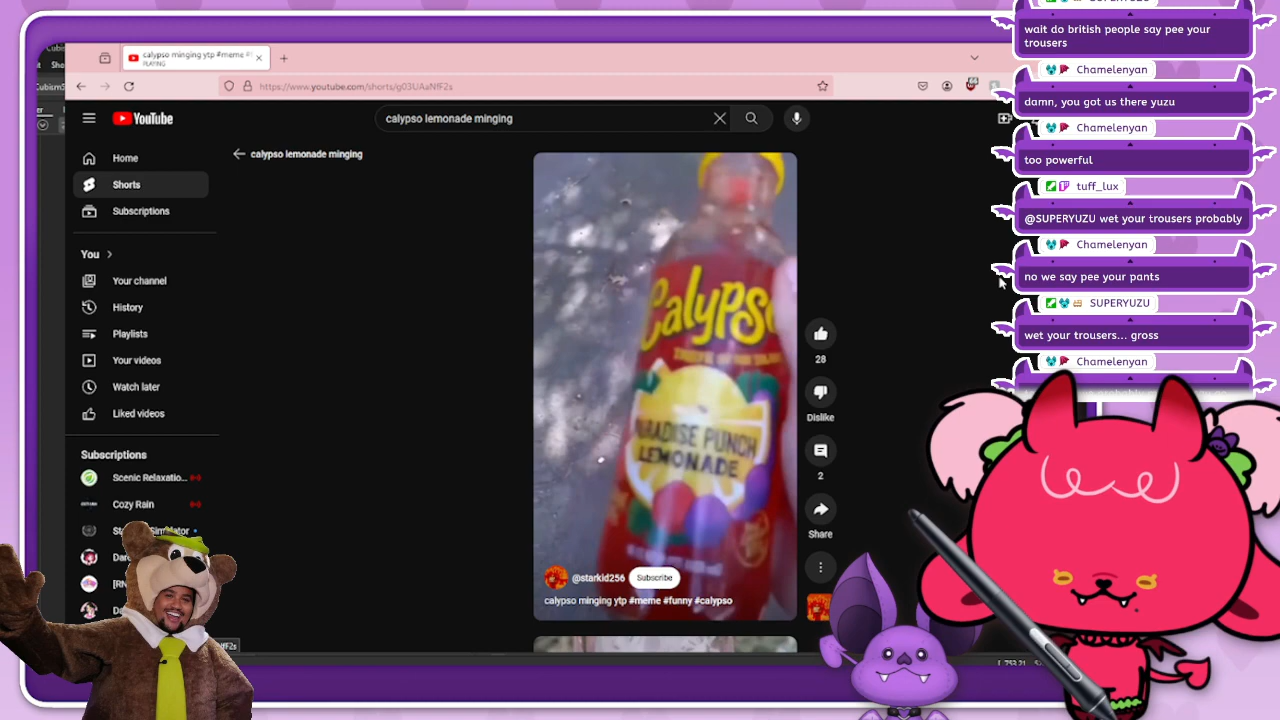 calypso minging ytp #meme #
PLAYING
https://www.youtube.com/shorts/g03UAaNfF2s
YouTube
calypso lemonade minging
Home
Shorts
Subscriptions
You
Your channel
History
Playlists
Your videos
Watch later
Liked videos
Subscriptions
Scenic Relaxatio...
Cozy Rain
calypso lemonade minging
Calypso
PARADISE PUNCH
LEMONADE
@starkid256 Subscribe
calypso minging ytp #meme #funny #calypso
28
Dislike
2
Share
SUPERYUZU
wait do british people say pee your
trousers
Chamelenyan
damn, you got us there yuzu
Chamelenyan
too powerful
tuff_lux
@SUPERYUZU wet your trousers probably
Chamelenyan
no we say pee your pants
SUPERYUZU
wet your trousers... gross
Chamelenyan